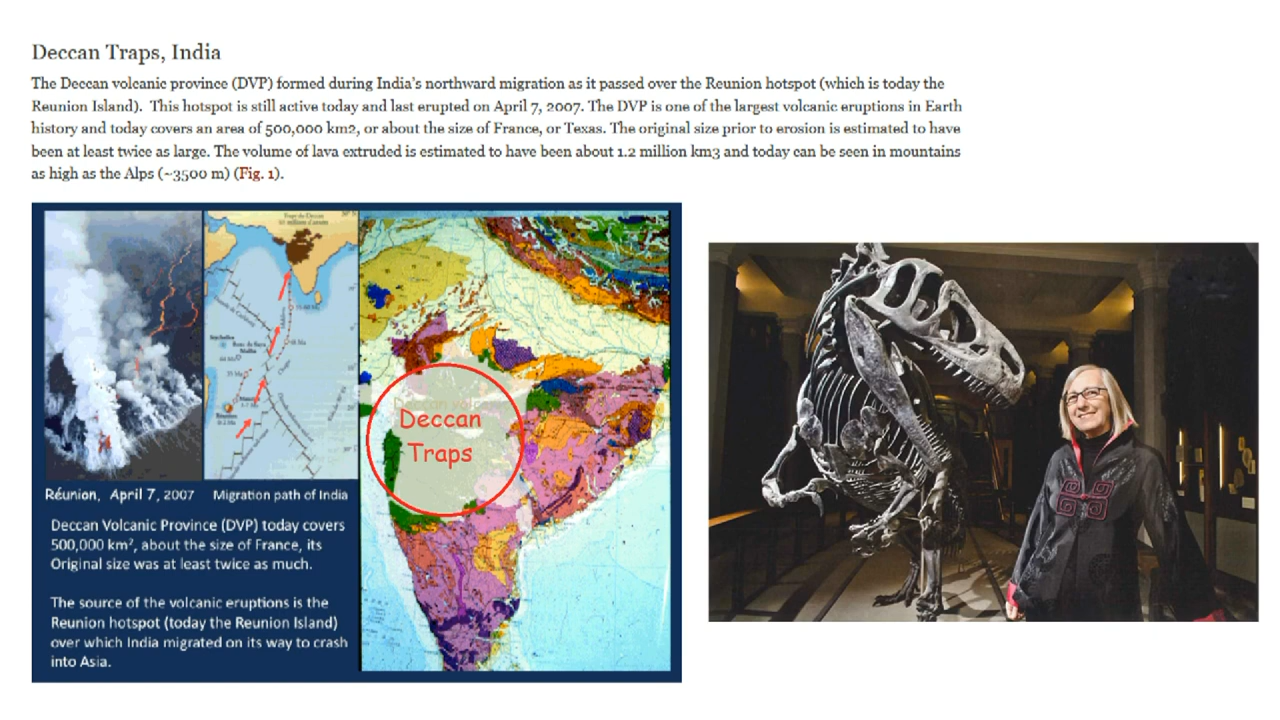 Deccan Traps, India
The Deccan volcanic province (DVP) formed during India's northward migration as it passed over the Reunion hotspot (which is today the
Reunion Island).  This hotspot is still active today and last erupted on April 7, 2007. The DVP is one of the largest volcanic eruptions in Earth
history and today covers an area of 500,000 km2, or about the size of France, or Texas. The original size prior to erosion is estimated to have
been at least twice as large. The volume of lava extruded is estimated to have been about 1.2 million km3 and today can be seen in mountains
as high as the Alps (~3500 m) (Fig. 1).
Deccan
Traps
Réunion, April 7, 2007
Migration path of India
Deccan Volcanic Province (DVP) today covers
500,000 km², about the size of France, its
Original size was at least twice as much.
The source of the volcanic eruptions is the
Reunion hotspot (today the Reunion Island)
over which India migrated on its way to crash
into Asia.